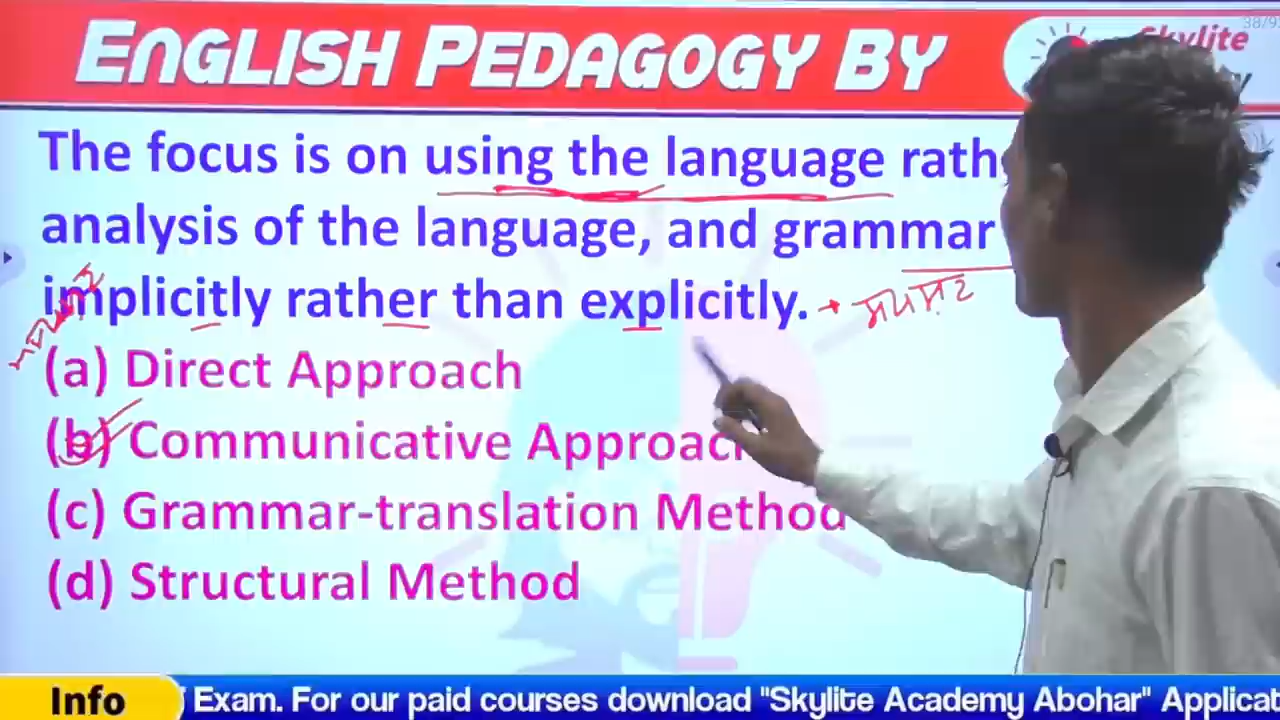 38/9
ENGLISH PEDAGOGY BY
Skylite
The focus is on using the language rath
analysis of the language, and grammar
implicitly rather than explicitly.
(a) Direct Approach
(b) Communicative Approach
(c) Grammar-translation Method
(d) Structural Method
Info
Exam. For our paid courses download "Skylite Academy Abohar" Applicat